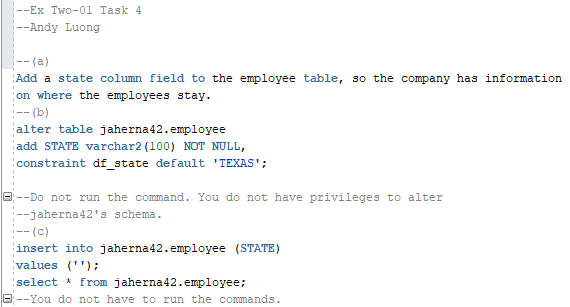 --Ex Two-01 Task 4
--Andy Luong
--(a)
Add a state column field to the employee table, so the company has information
on where the employees stay.
--(b)
alter table jaherna42.employee
add STATE varchar2(100) NOT NULL,
constraint df_state default 'TEXAS';
--Do not run the command. You do not have privileges to alter
--jaherna42's schema.
--(c)
insert into jaherna42.employee (STATE)
values ('');
select * from jaherna42.employee;
--You do not have to run the commands.